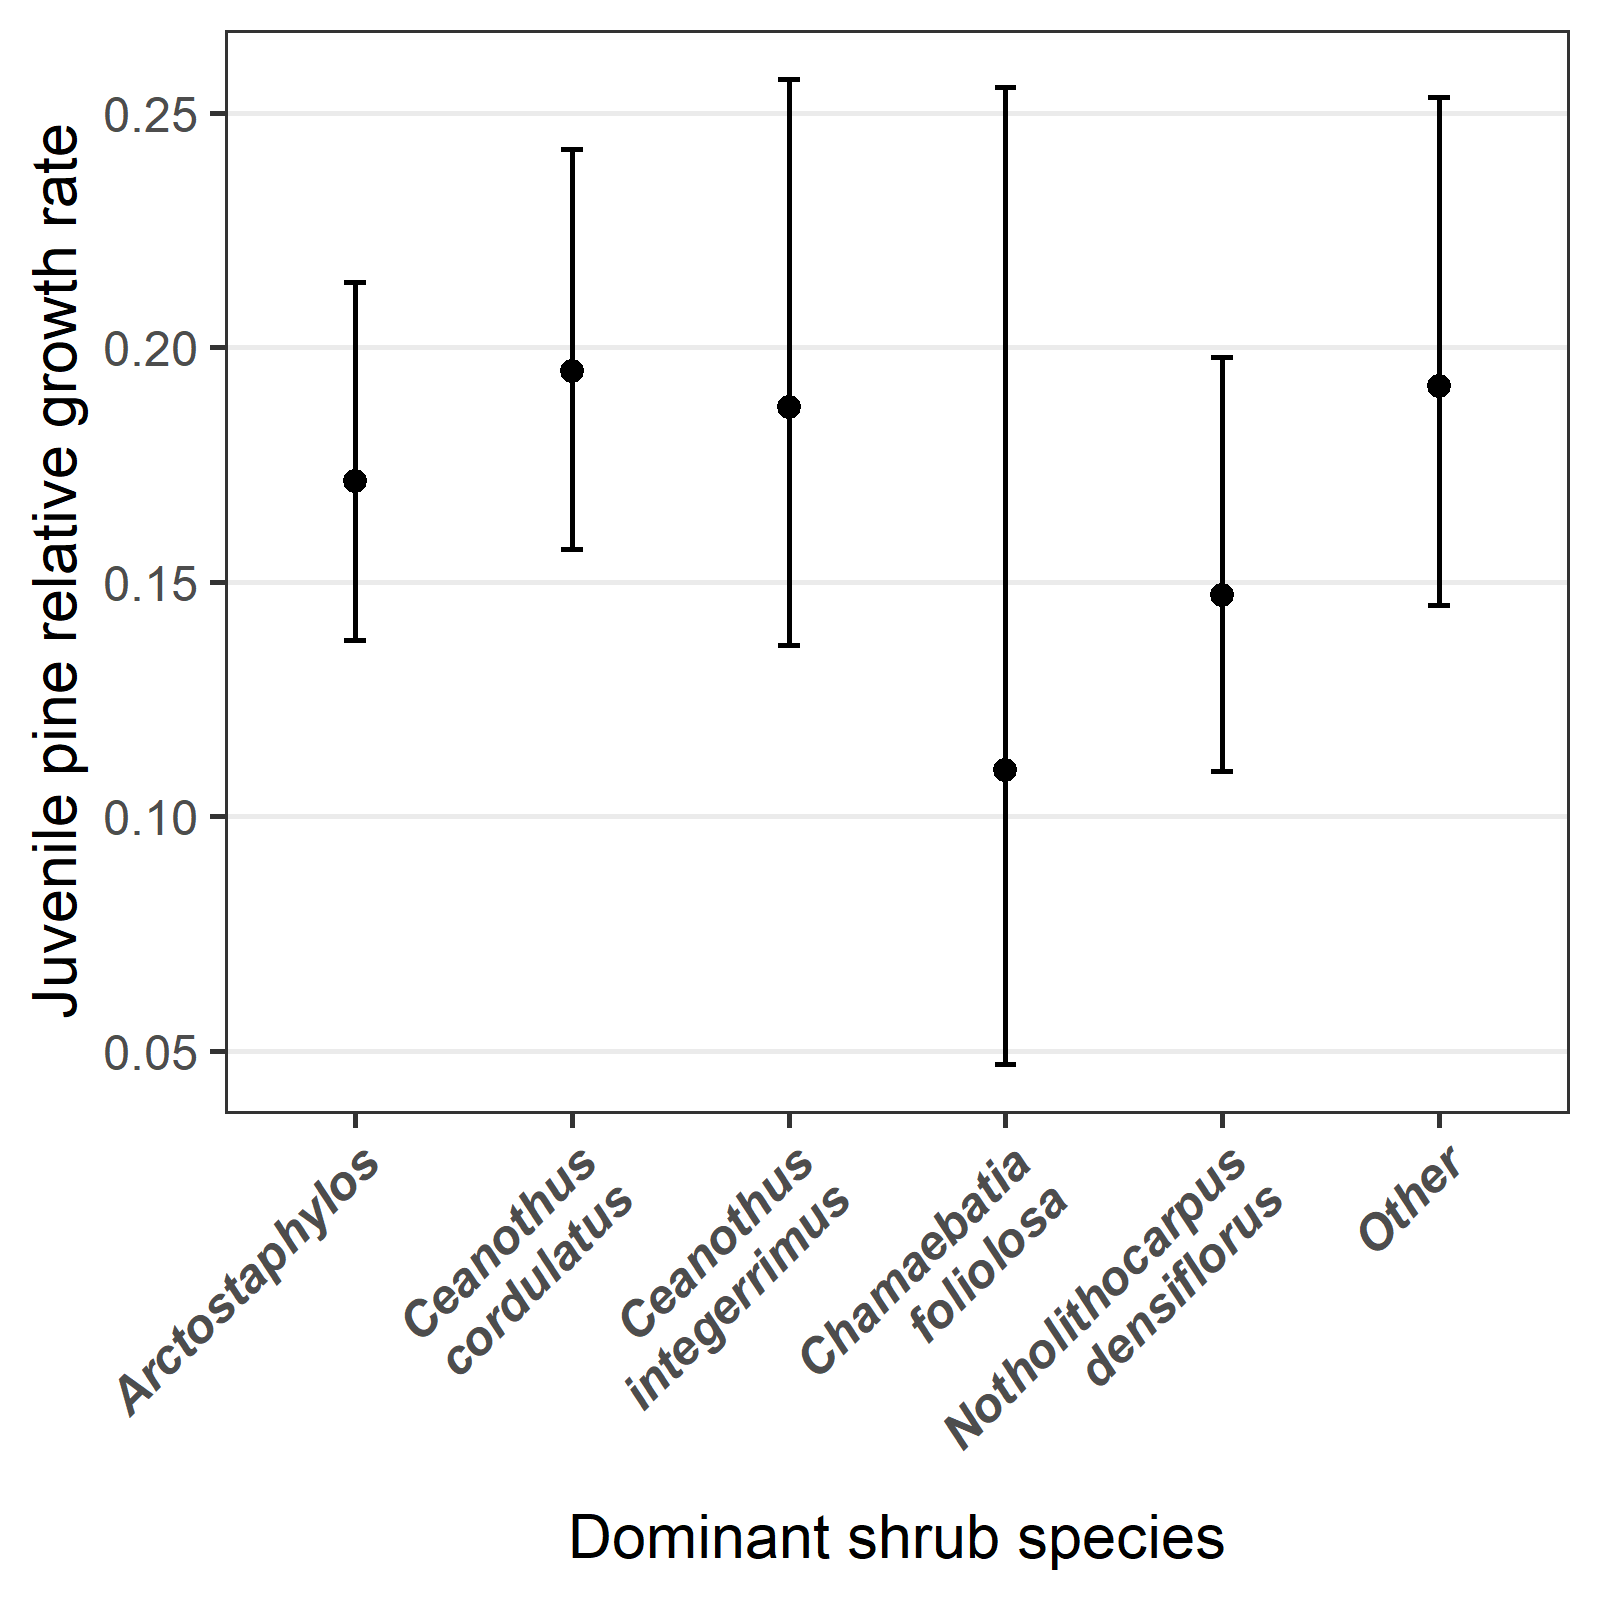 Juvenile pine relative growth rate
0.25
0.20
0.15
0.10
0.05
Arctostaphylos
Ceanothus
cordulatus
Ceanothus
integerrimus
Chamaebatia
foliolosa
Notholithocarpus
densiflorus
Other
Dominant shrub species